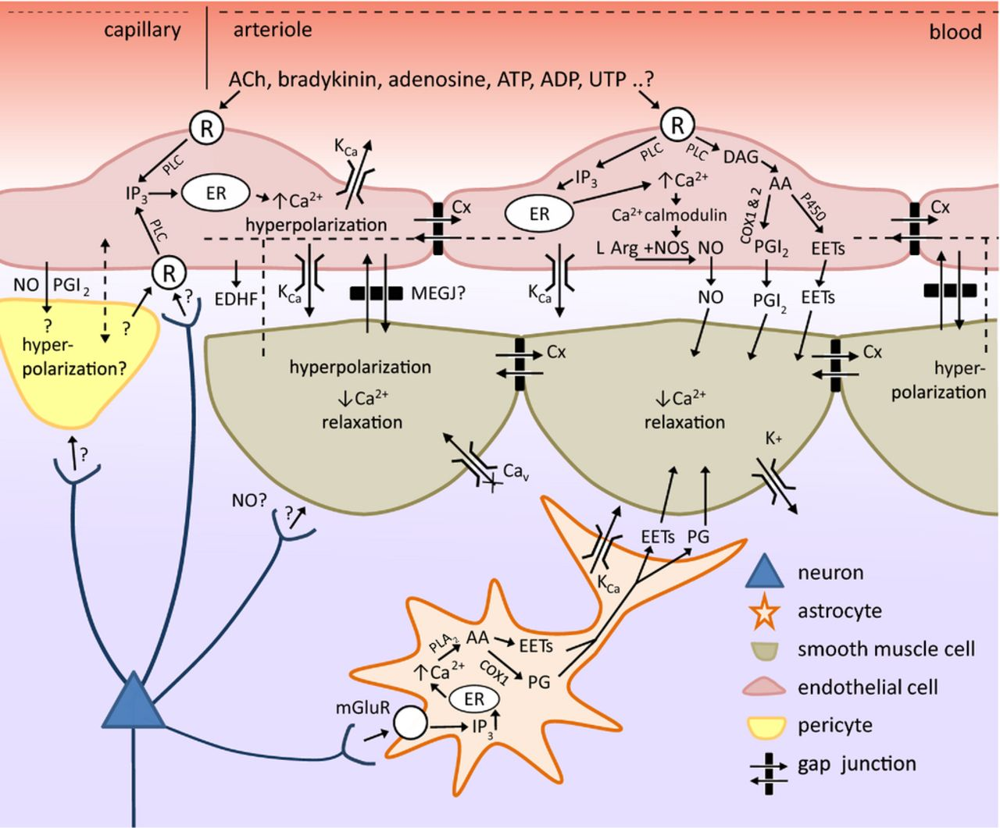 capillary
arteriole
blood
ACh, bradykinin, adenosine, ATP, ADP, UTP ..?
R
PLC
IP3
ER
↑Ca2+
KCa
hyperpolarization
PLC
R
?
NO
PGI2
?
?
hyper-
polarization?
EDHF
KCa
MEGJ?
Cx
R
PLC
PLC
DAG
IP3
ER
↑Ca2+
AA
Ca2+ calmodulin
COX1 & 2
P450
L Arg +NOS
NO
PGI2
EETs
KCa
NO
PGI2
EETs
Cx
hyperpolarization
↓Ca2+
relaxation
Cx
Cav
↓Ca2+
relaxation
Cx
K+
hyper-
polarization
?
NO?
?
EETs
PG
KCa
PLA2
AA
EETs
↑Ca2+
COX1
PG
ER
mGluR
IP3
neuron
astrocyte
smooth muscle cell
endothelial cell
pericyte
gap junction